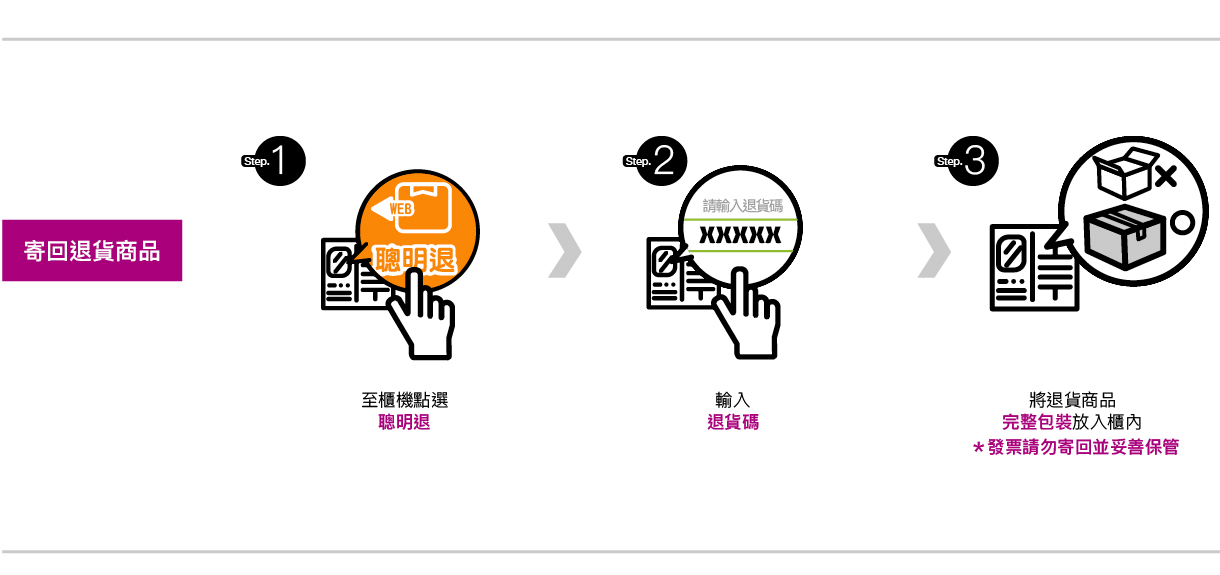 寄回退貨商品
Step.1
WEB
聰明退
至櫃機點選
聰明退
Step.2
請輸入退貨碼
XXXXX
輸入
退貨碼
Step.3
將退貨商品
完整包裝放入櫃內
*發票請勿寄回並妥善保管